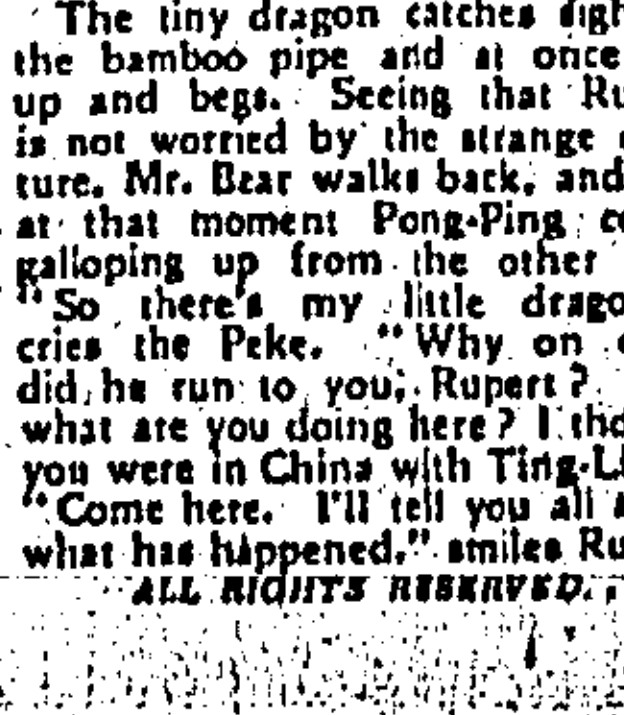 The tiny dragon catches sigh
the bamboo pipe and at once
up and begs. Seeing that Ru
is not worried by the strange
ture, Mr. Bear walks back, and
at that moment Pong-Ping co
galloping up from the other
"So there's my little drago
cries the Peke. "Why on
did he run to you, Rupert?
what are you doing here? I tho
you were in China with Ting-Li
"Come here. I'll tell you all a
what has happened." smiles Ru
ALL RIGHTS RESERVED.